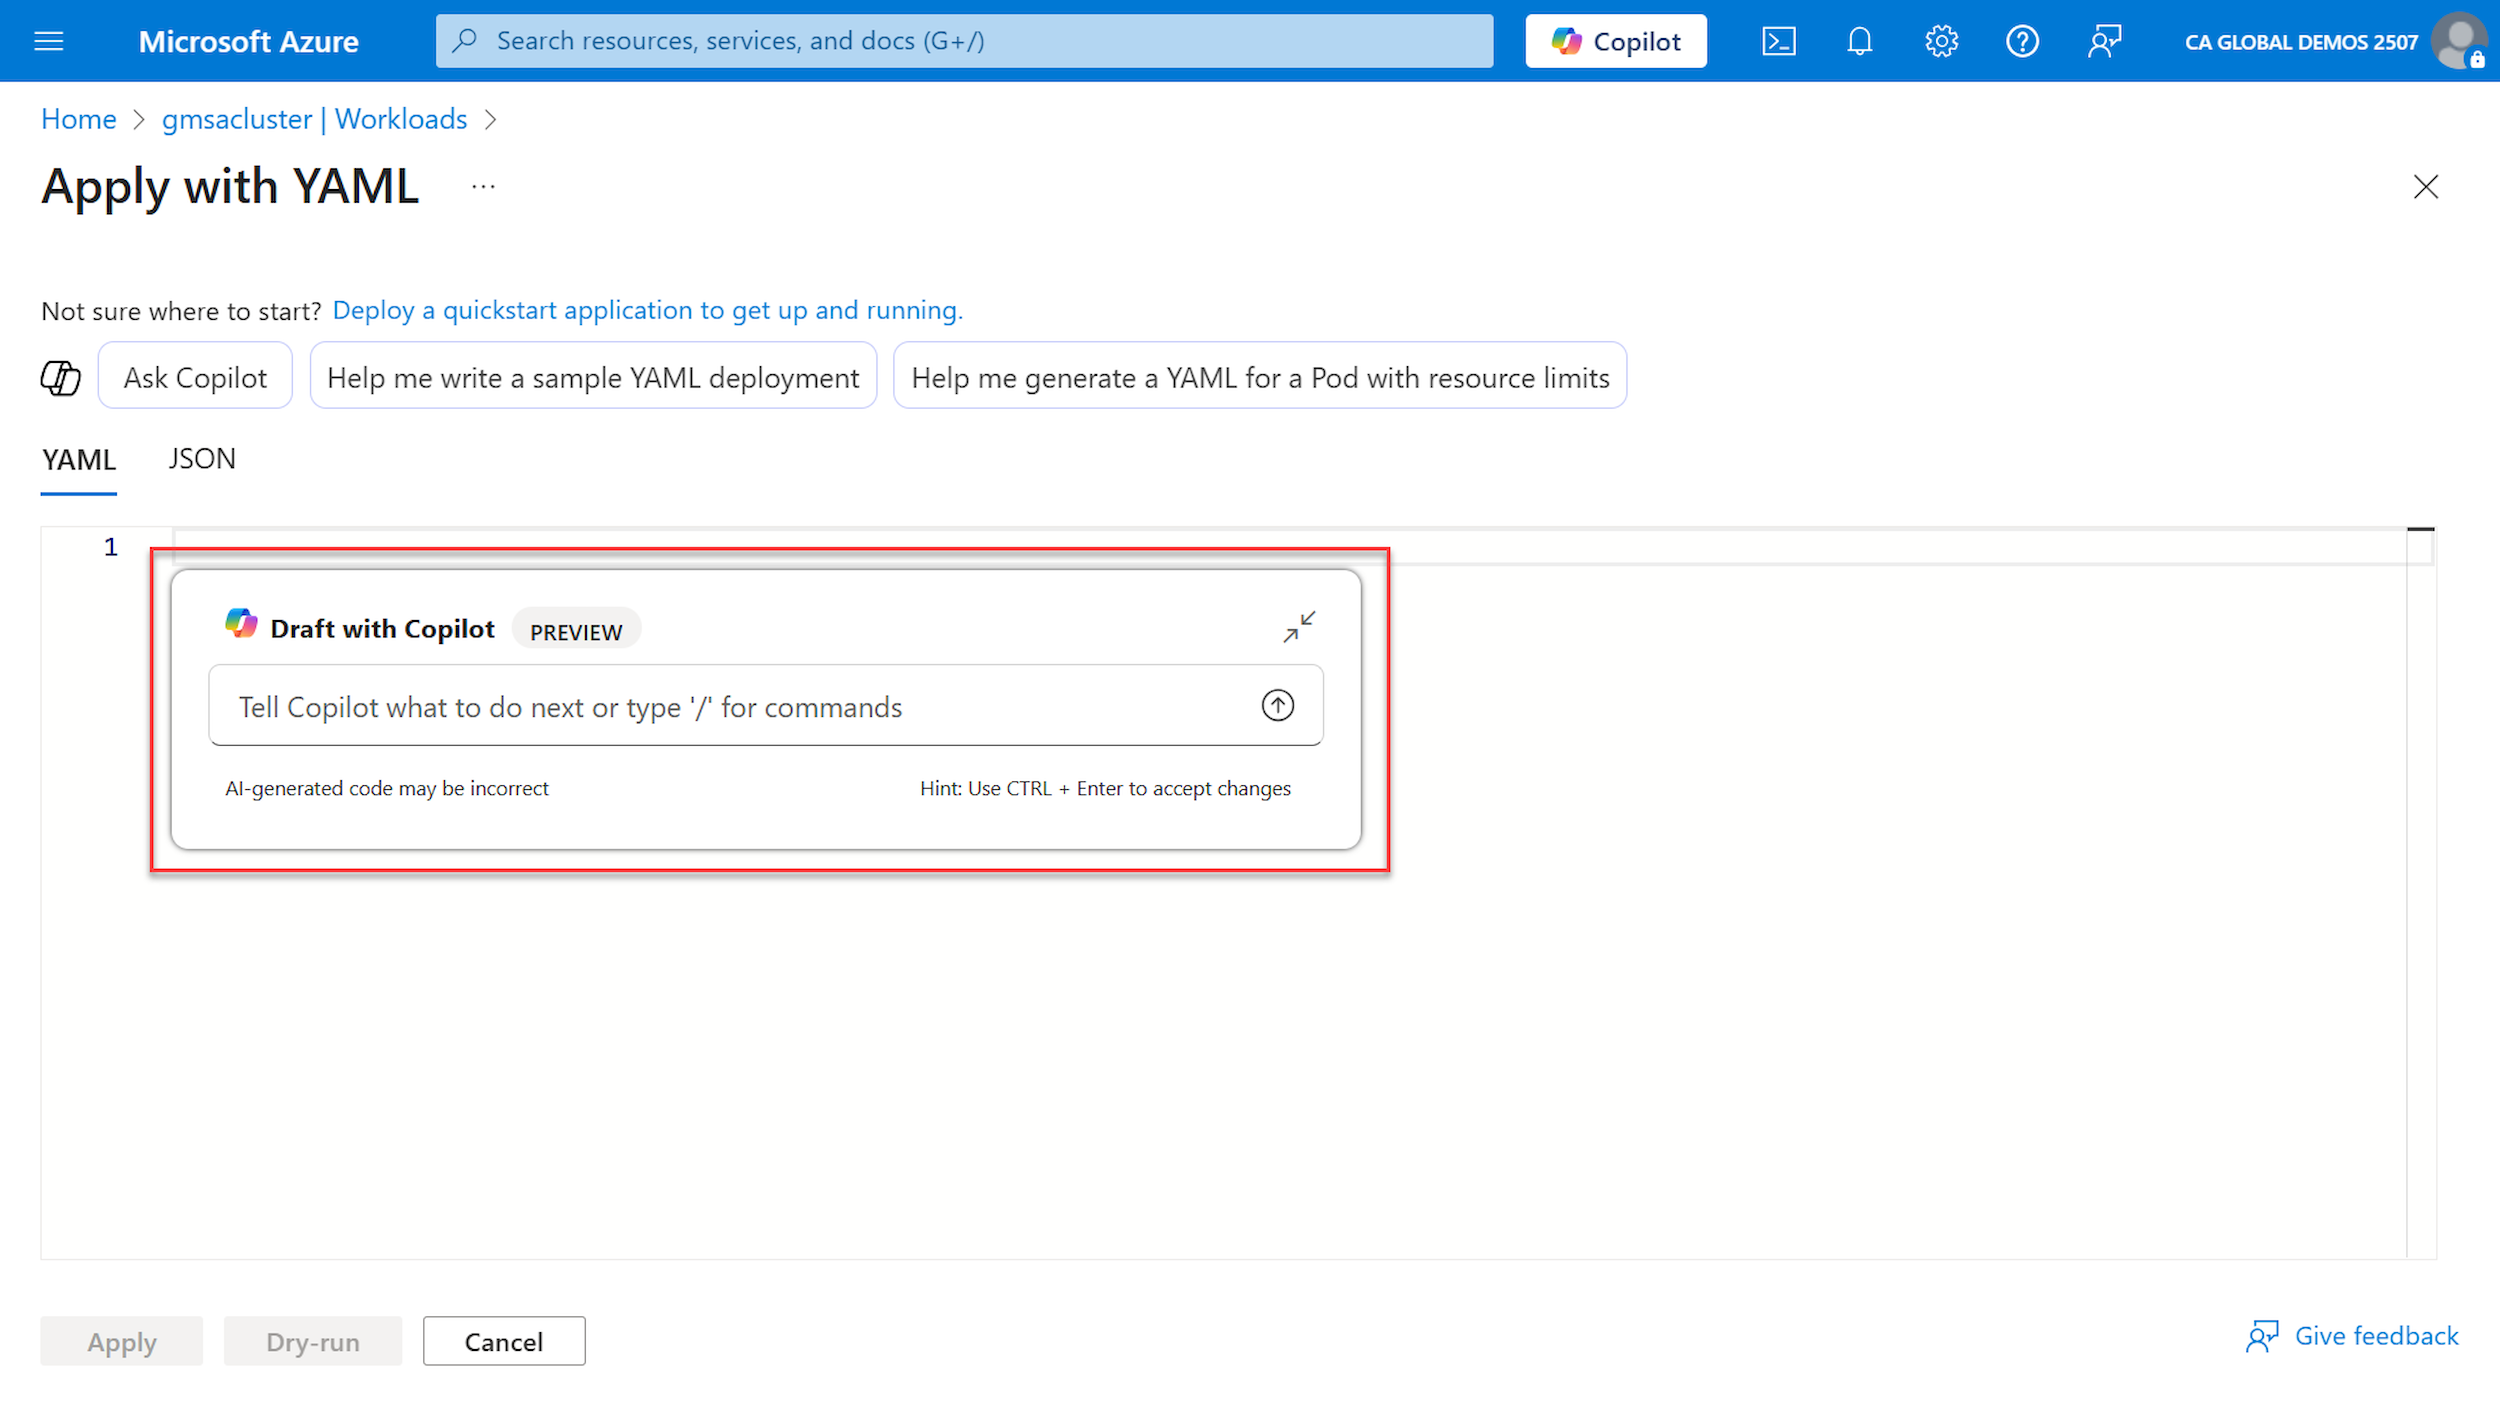 Microsoft Azure
Search resources, services, and docs (G+/)
Copilot
CA GLOBAL DEMOS 2507
Home > gmsacluster | Workloads >
Apply with YAML ...
Not sure where to start? Deploy a quickstart application to get up and running.
Ask Copilot
Help me write a sample YAML deployment
Help me generate a YAML for a Pod with resource limits
YAML
JSON
1
Draft with Copilot
PREVIEW
Tell Copilot what to do next or type '/' for commands
AI-generated code may be incorrect
Hint: Use CTRL + Enter to accept changes
Apply
Dry-run
Cancel
Give feedback